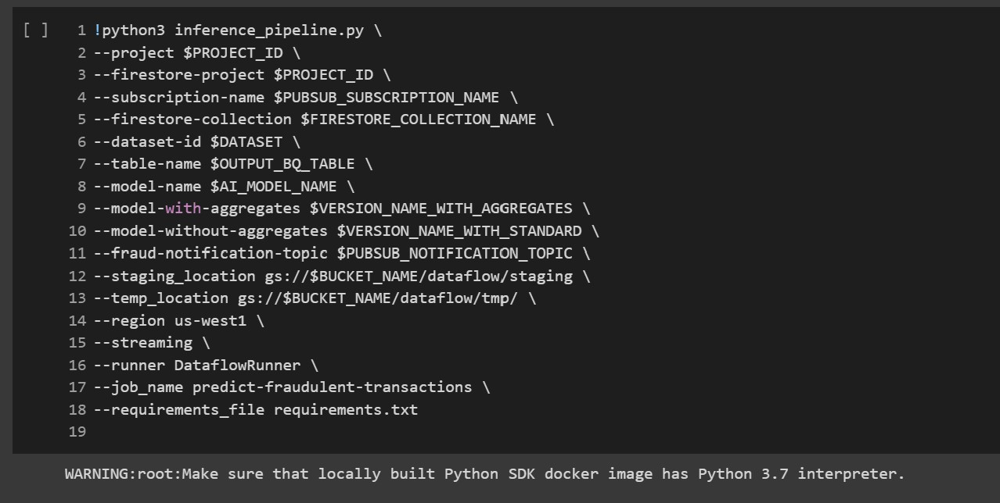 [ ] 1 !python3 inference_pipeline.py \
2 --project $PROJECT_ID \
3 --firestore-project $PROJECT_ID \
4 --subscription-name $PUBSUB_SUBSCRIPTION_NAME \
5 --firestore-collection $FIRESTORE_COLLECTION_NAME \
6 --dataset-id $DATASET \
7 --table-name $OUTPUT_BQ_TABLE \
8 --model-name $AI_MODEL_NAME \
9 --model-with-aggregates $VERSION_NAME_WITH_AGGREGATES \
10 --model-without-aggregates $VERSION_NAME_WITH_STANDARD \
11 --fraud-notification-topic $PUBSUB_NOTIFICATION_TOPIC \
12 --staging_location gs://$BUCKET_NAME/dataflow/staging \
13 --temp_location gs://$BUCKET_NAME/dataflow/tmp/ \
14 --region us-west1 \
15 --streaming \
16 --runner DataflowRunner \
17 --job_name predict-fraudulent-transactions \
18 --requirements_file requirements.txt
19
WARNING:root:Make sure that locally built Python SDK docker image has Python 3.7 interpreter.